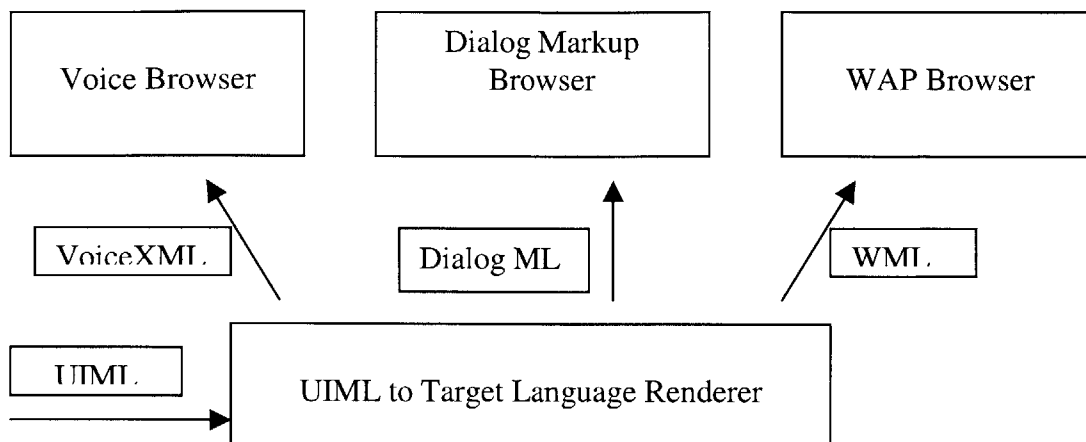 Voice Browser
Dialog Markup
Browser
WAP Browser
VoiceXML
Dialog ML
WML
UIML
UIML to Target Language Renderer